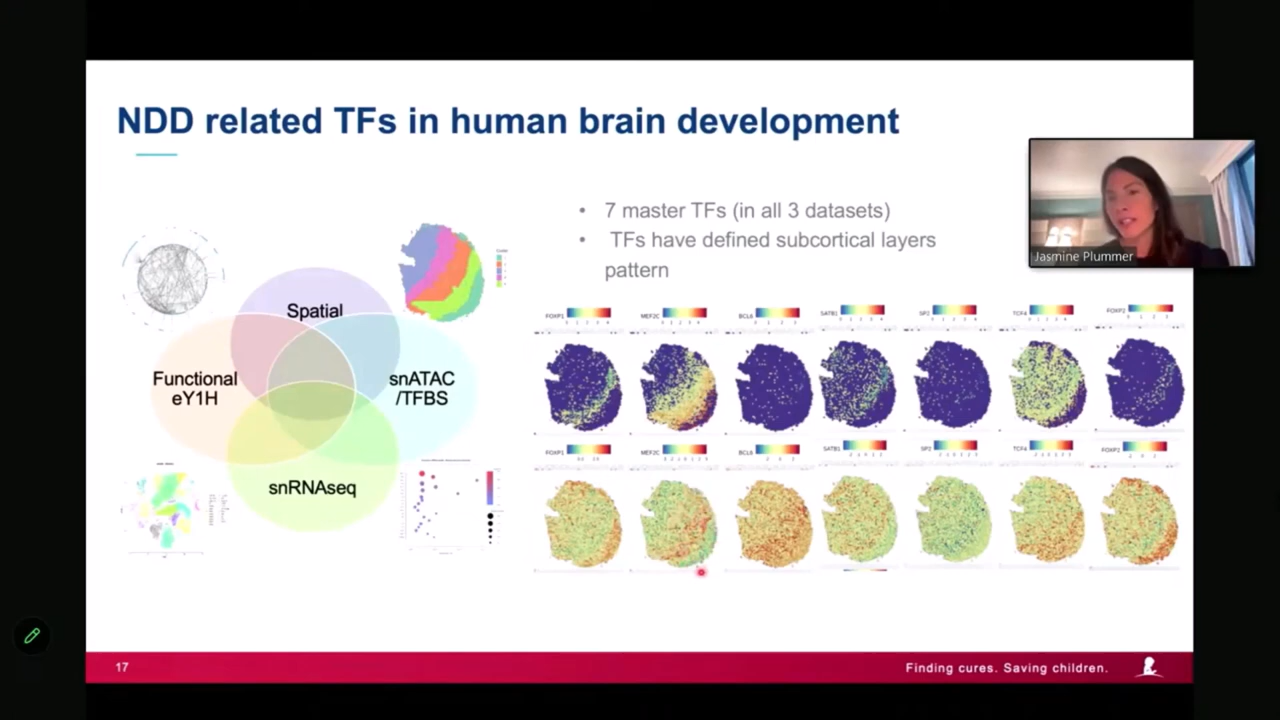 NDD related TFs in human brain development
• 7 master TFs (in all 3 datasets)
• TFs have defined subcortical layers
pattern
Jasmine Plummer
Spatial
Functional
eY1H
snATAC
/TFBS
snRNAseq
FOXP1
MEF2C
BCL6
SATB1
SP2
TCF4
FOXP2
FOXP1
MEF2C
BCL6
SATB1
SP2
TCF4
FOXP2
17
Finding cures. Saving children.